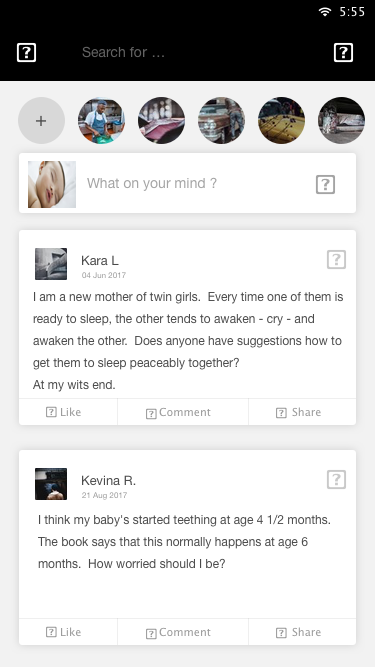 5:55
Search for ...
+
What on your mind ?
Kara L
04 Jun 2017
I am a new mother of twin girls.  Every time one of them is
ready to sleep, the other tends to awaken - cry - and
awaken the other.  Does anyone have suggestions how to
get them to sleep peaceably together?
At my wits end.
Like Comment Share
Kevina R.
21 Aug 2017
I think my baby's started teething at age 4 1/2 months.
The book says that this normally happens at age 6
months.  How worried should I be?
Like Comment Share